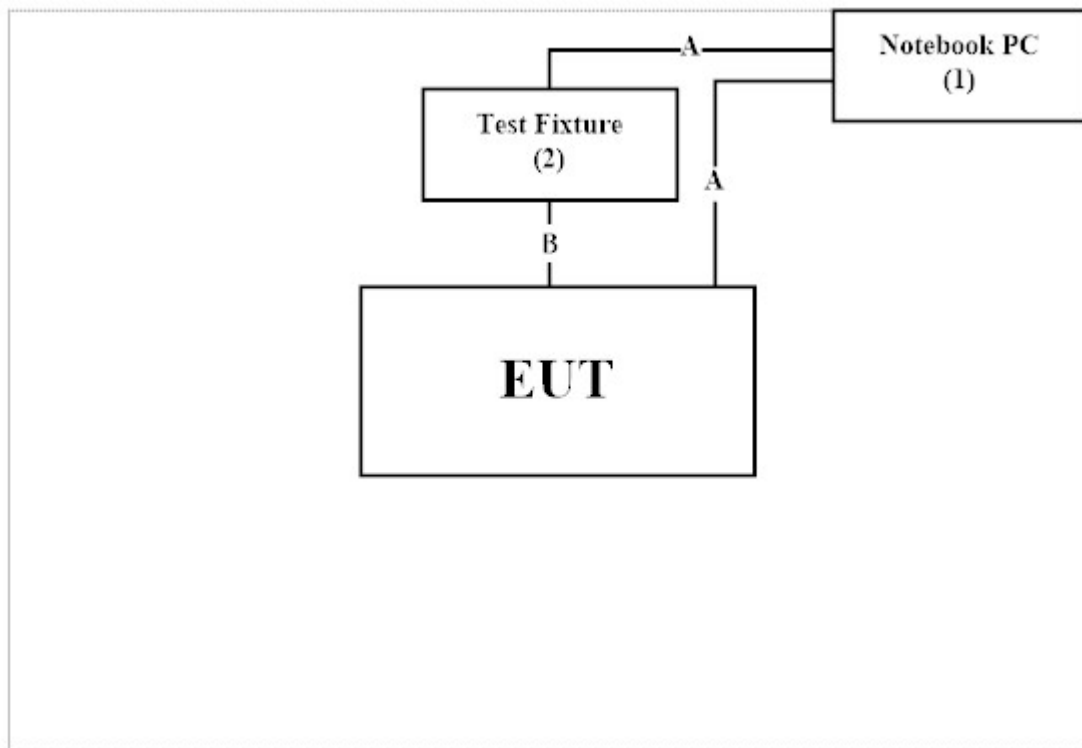 A
Notebook PC
(1)
Test Fixture
(2)
A
B
EUT